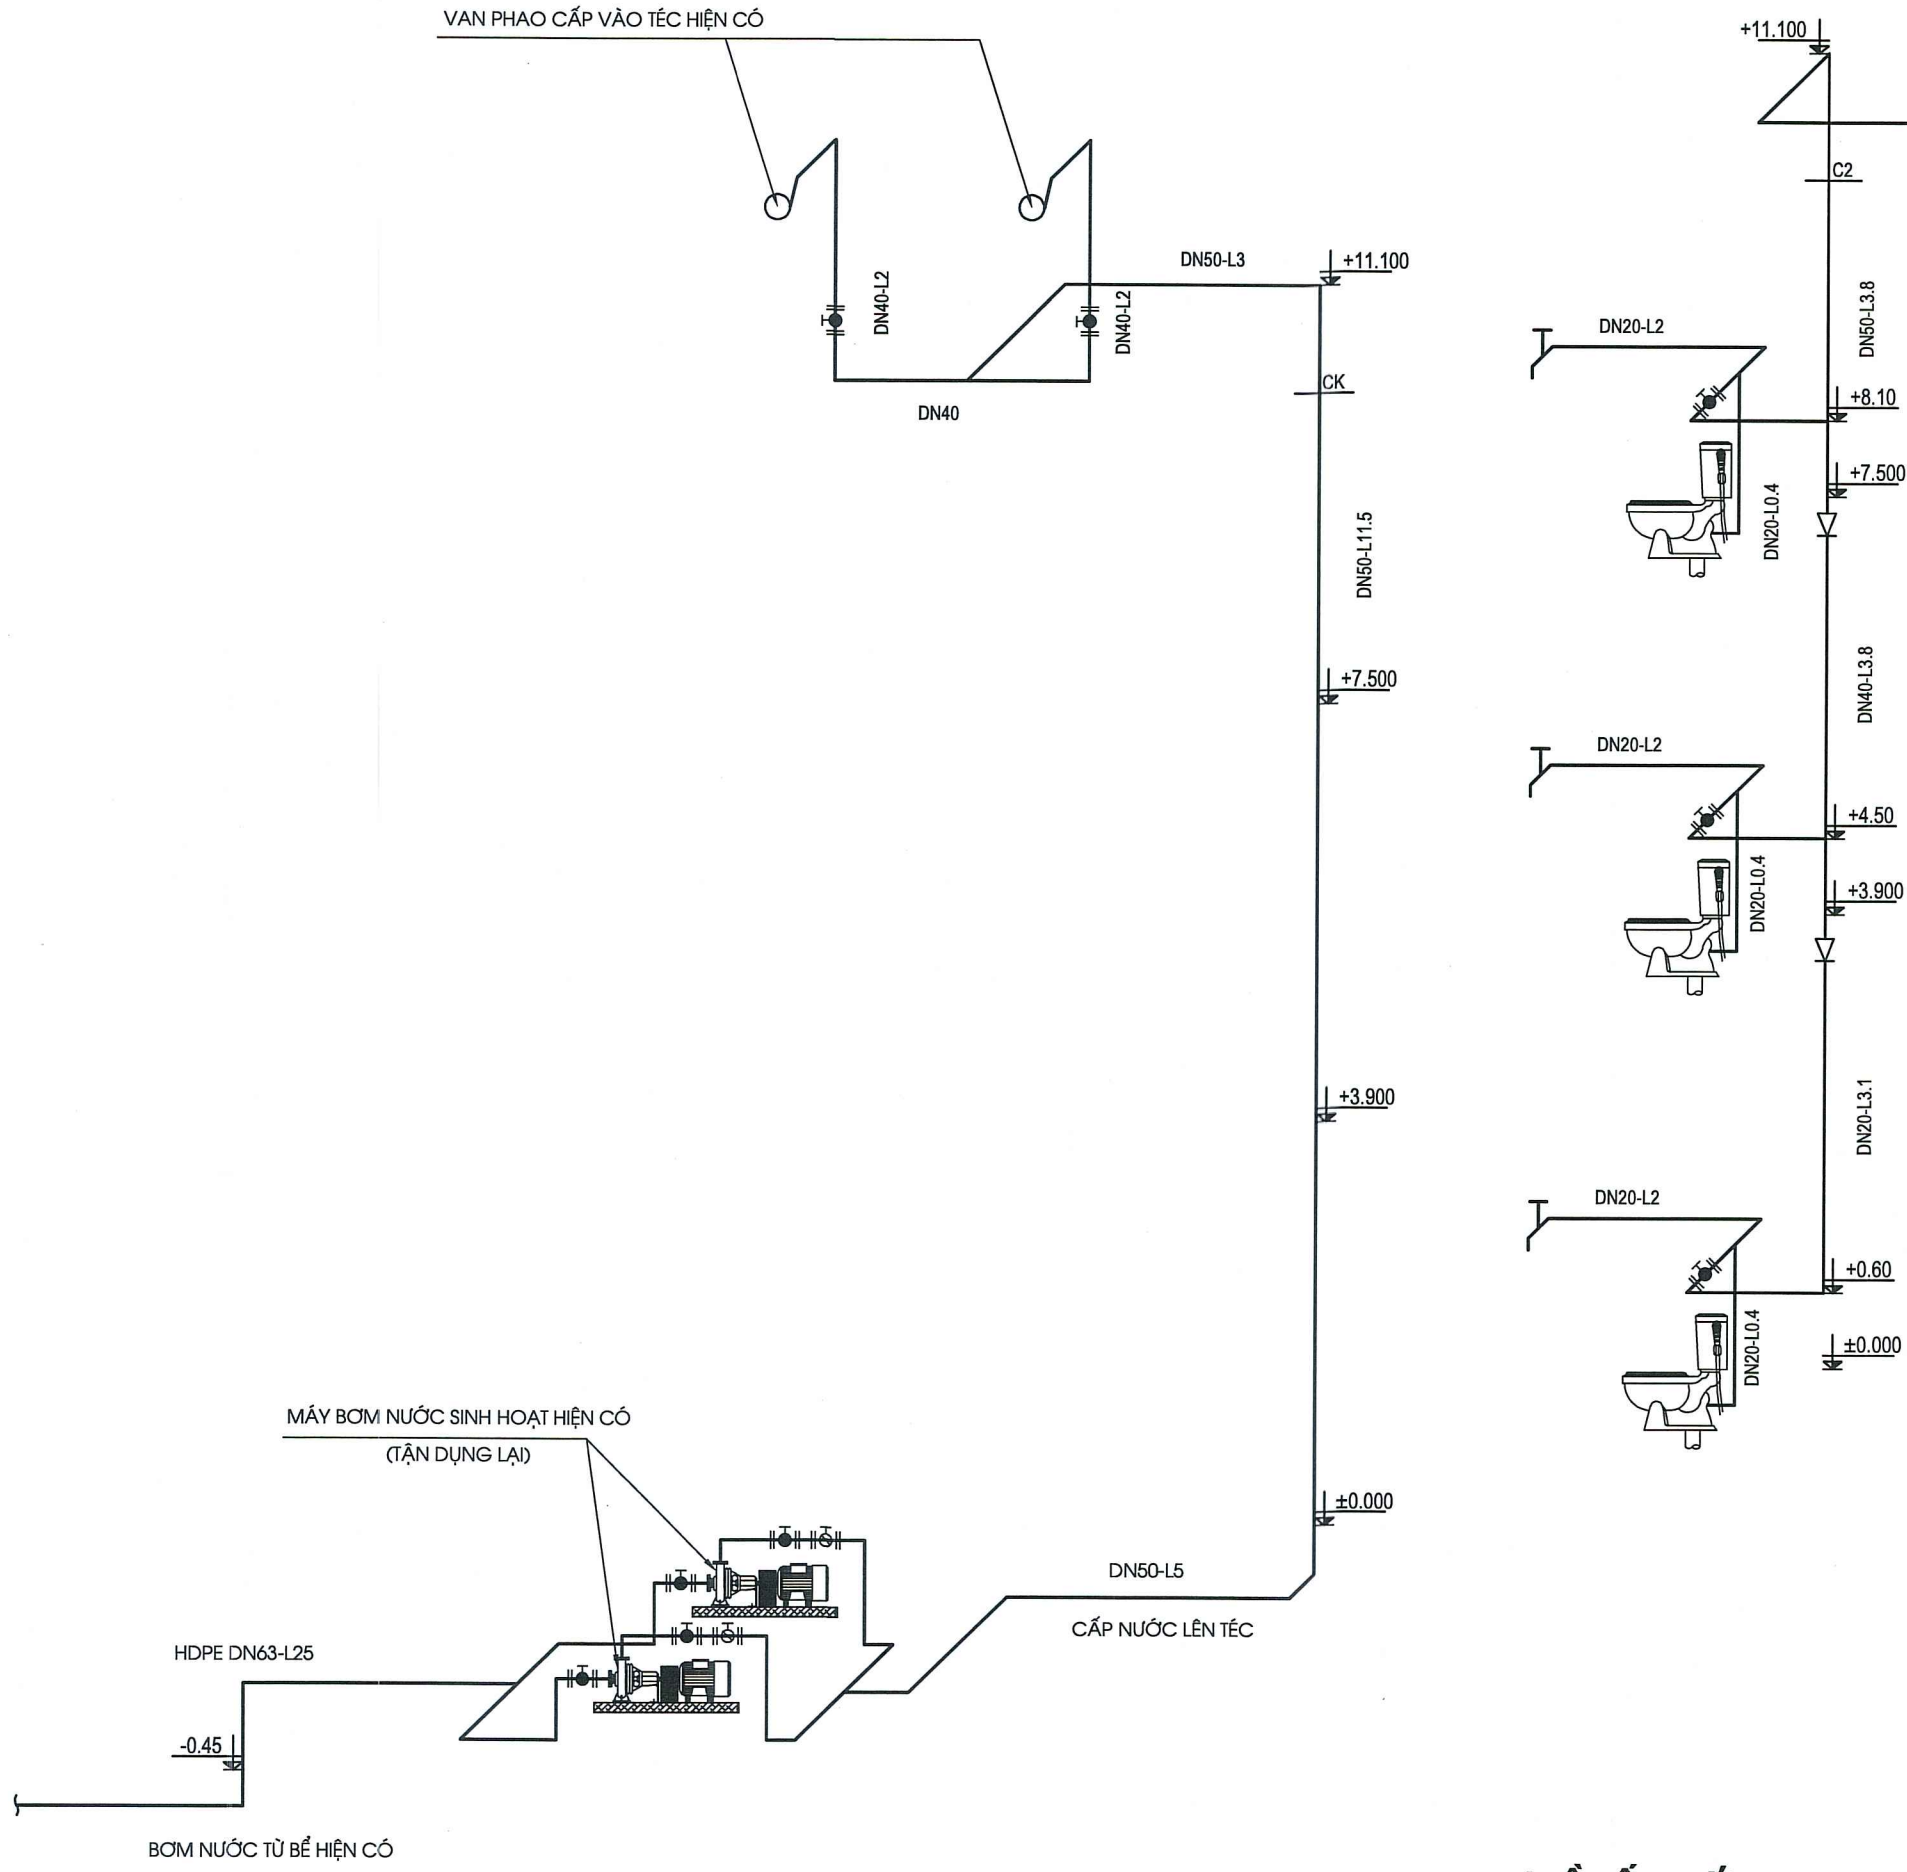 VAN PHAO CẤP VÀO TÉC HIỆN CÓ
+11.100
C2
DN50-L3
+11.100
DN40-L2
DN40-L2
DN50-L3.8
DN20-L2
CK
+8.10
DN40
+7.500
DN20-L0.4
DN50-L11.5
+7.500
DN40-L3.8
DN20-L2
+4.50
DN20-L0.4
+3.900
+3.900
DN20-L3.1
DN20-L2
+0.60
DN20-L0.4
±0.000
MÁY BƠM NƯỚC SINH HOẠT HIỆN CÓ
(TẬN DỤNG LẠI)
±0.000
DN50-L5
CẤP NƯỚC LÊN TÉC
HDPE DN63-L25
-0.45
BƠM NƯỚC TỪ BỂ HIỆN CÓ